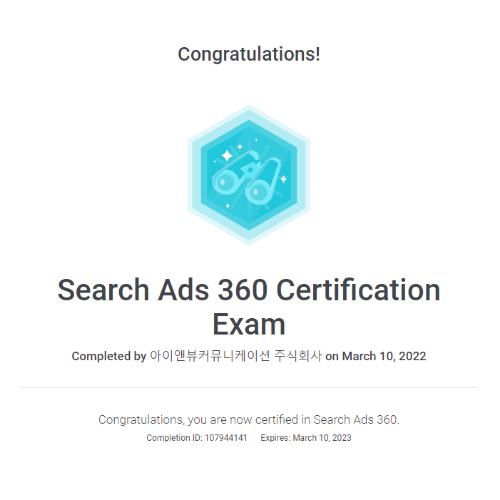 Congratulations!
Search Ads 360 Certification
Exam
Completed by 아이앤뷰커뮤니케이션 주식회사 on March 10, 2022
Congratulations, you are now certified in Search Ads 360.
Completion ID: 107944141 Expires: March 10, 2023